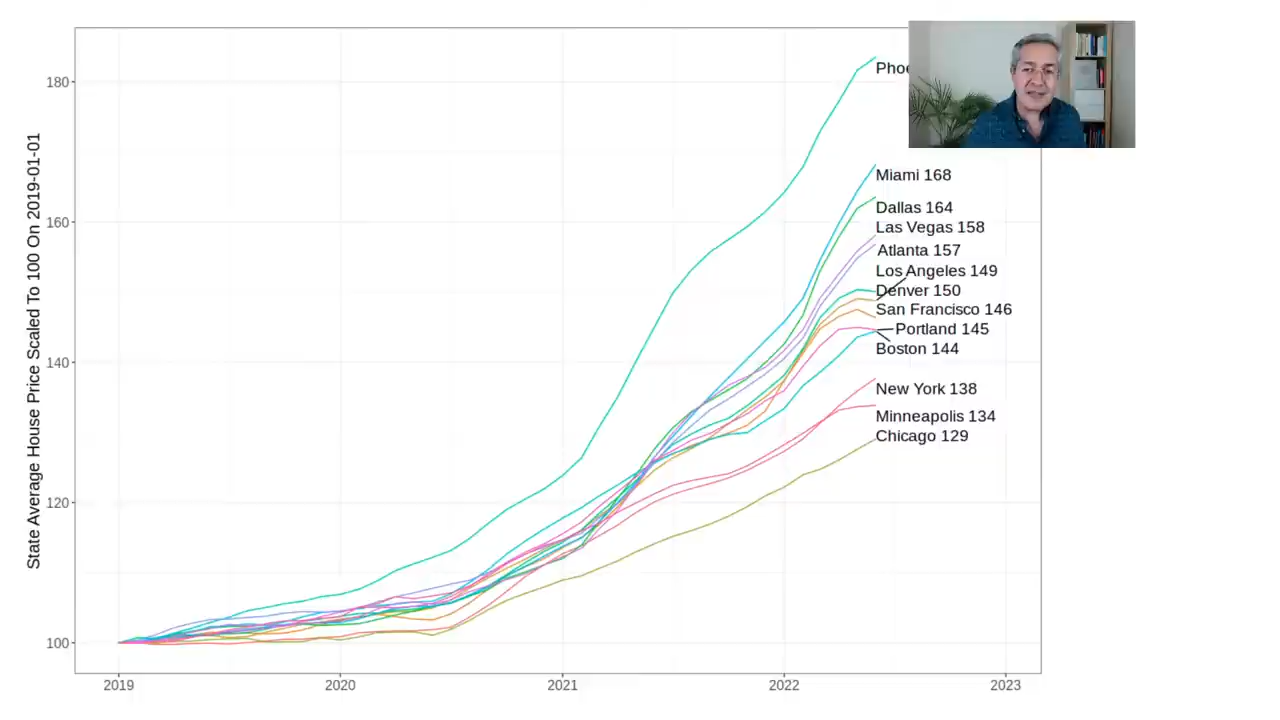 State Average House Price Scaled To 100 On 2019-01-01
180
160
140
120
100
2019
2020
2021
2022
2023
Miami 168
Dallas 164
Las Vegas 158
Atlanta 157
Los Angeles 149
Denver 150
San Francisco 146
Portland 145
Boston 144
New York 138
Minneapolis 134
Chicago 129